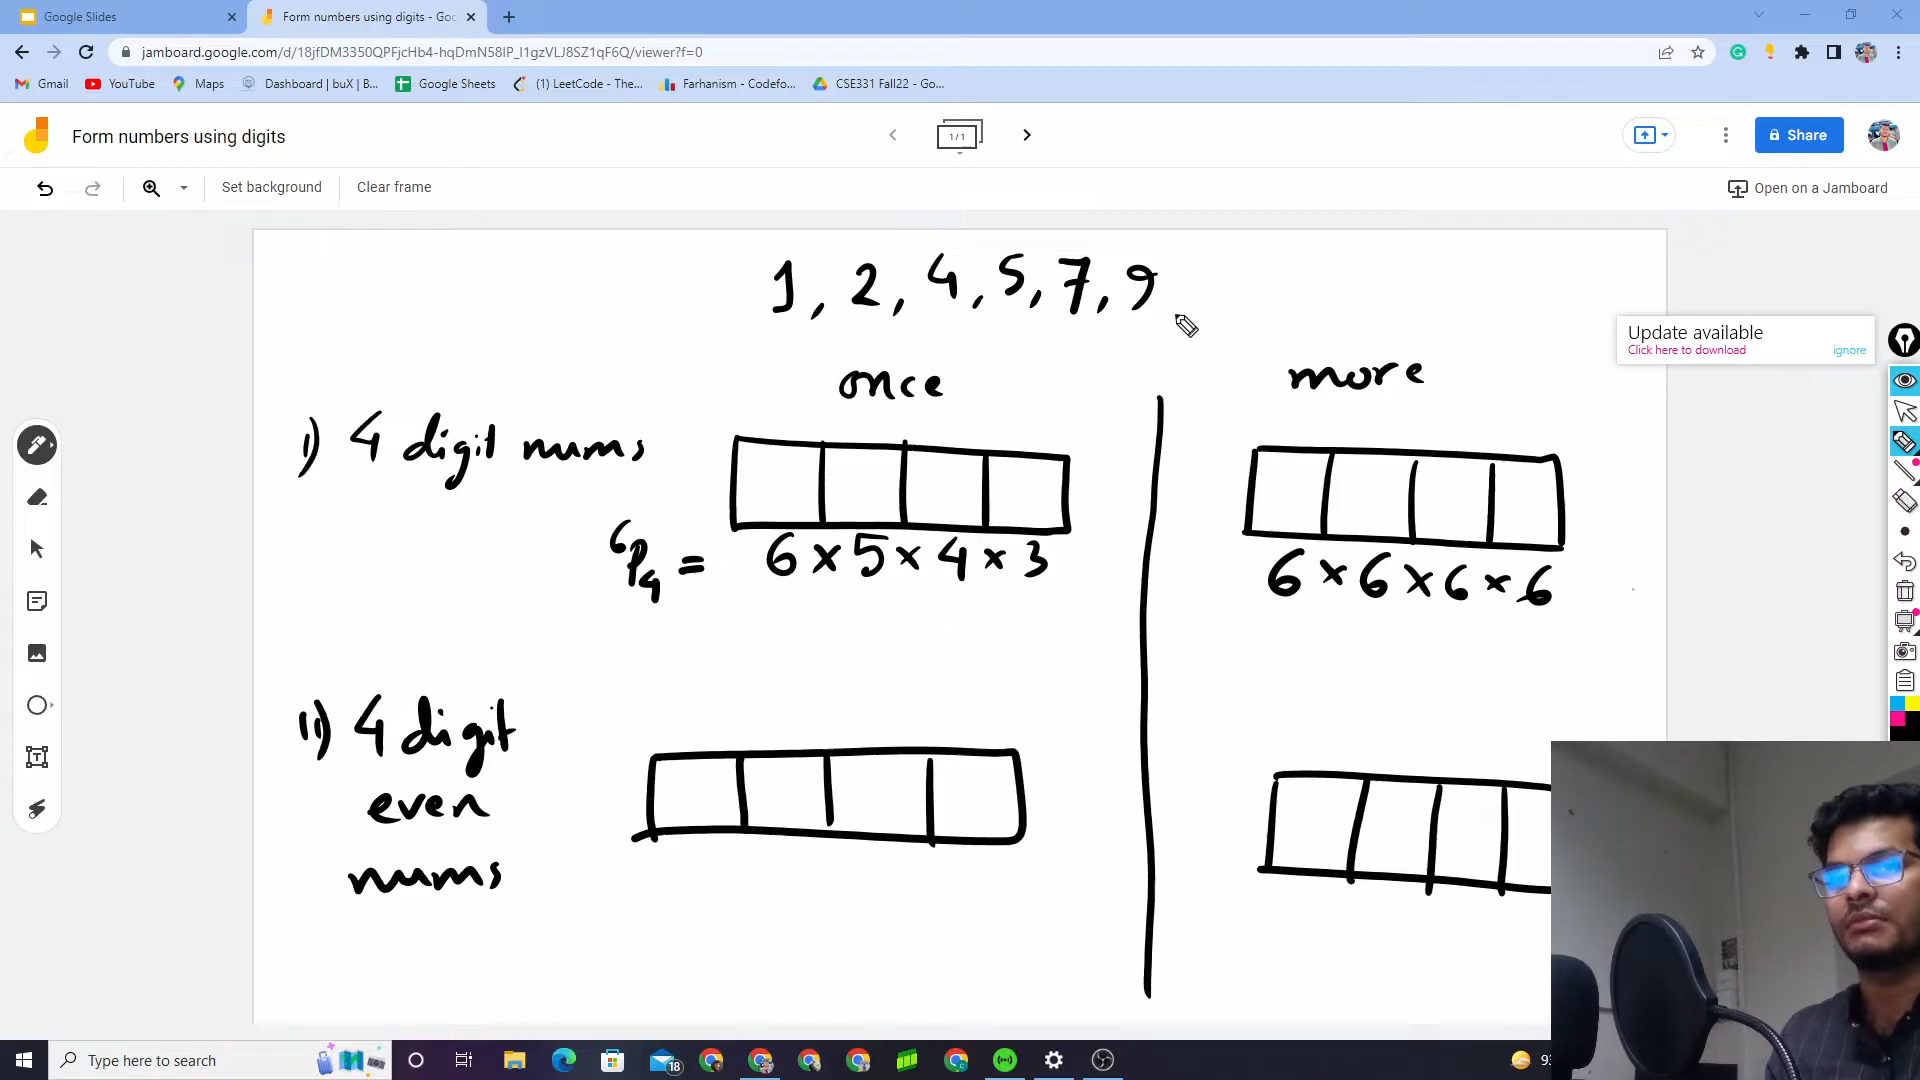 Google Slides
Form numbers using digits - Goo
jamboard.google.com/d/18jfDM3350QPFjcHb4-hqDmN58IP_I1gzVLJ8SZ1qF6Q/viewer?f=0
Gmail YouTube Maps Dashboard | buX | B... Google Sheets (1) LeetCode - The... Farhanism - Codefo... CSE331 Fall22 - Go...
Form numbers using digits
1 / 1
Share
Set background Clear frame
Open on a Jamboard
1, 2, 4, 5, 7, 9
Update available
Click here to download ignore
once more
i) 4 digit nums
⁶P₄ = 6 × 5 × 4 × 3
6 × 6 × 6 × 6
ii) 4 digit
even
nums
Type here to search
18